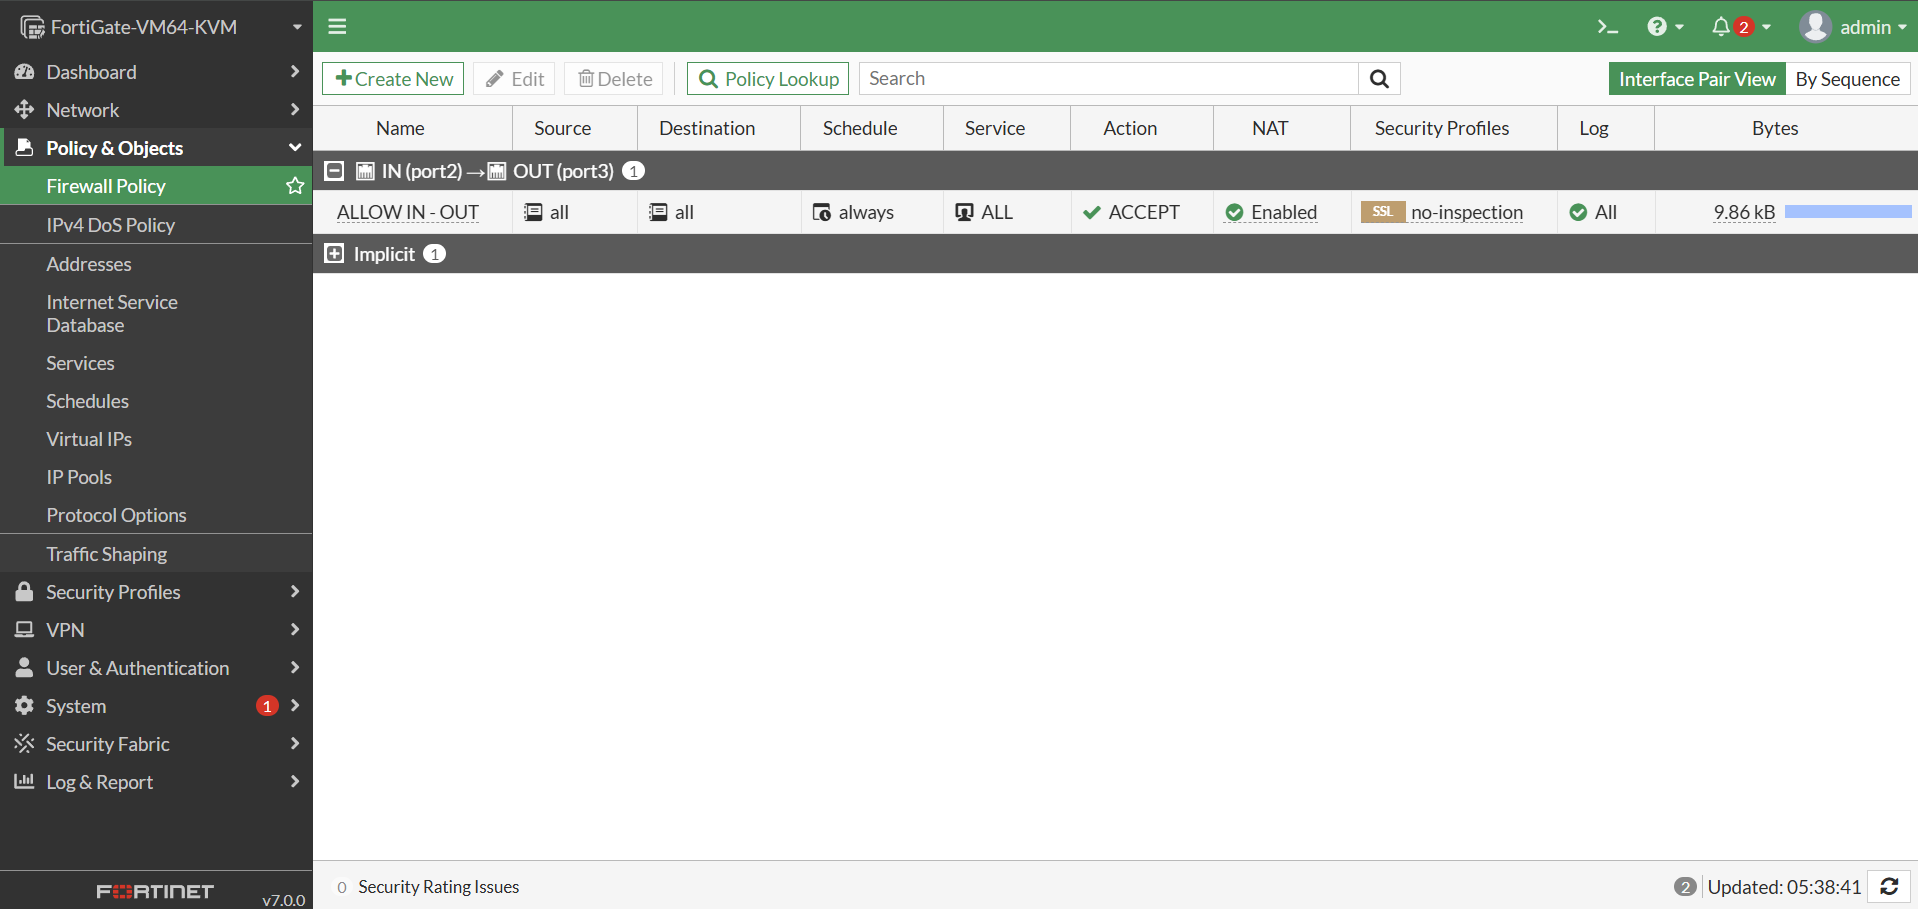 FortiGate-VM64-KVM
2
admin
Dashboard
Network
Policy & Objects
Firewall Policy
IPv4 DoS Policy
Addresses
Internet Service
Database
Services
Schedules
Virtual IPs
IP Pools
Protocol Options
Traffic Shaping
Security Profiles
VPN
User & Authentication
System 1
Security Fabric
Log & Report
FORTINET v7.0.0
Create New Edit Delete Policy Lookup Search Interface Pair View By Sequence
Name Source Destination Schedule Service Action NAT Security Profiles Log Bytes
IN (port2) → OUT (port3) 1
ALLOW IN - OUT all all always ALL ACCEPT Enabled SSL no-inspection All 9.86 kB
Implicit 1
0 Security Rating Issues 2 Updated: 05:38:41